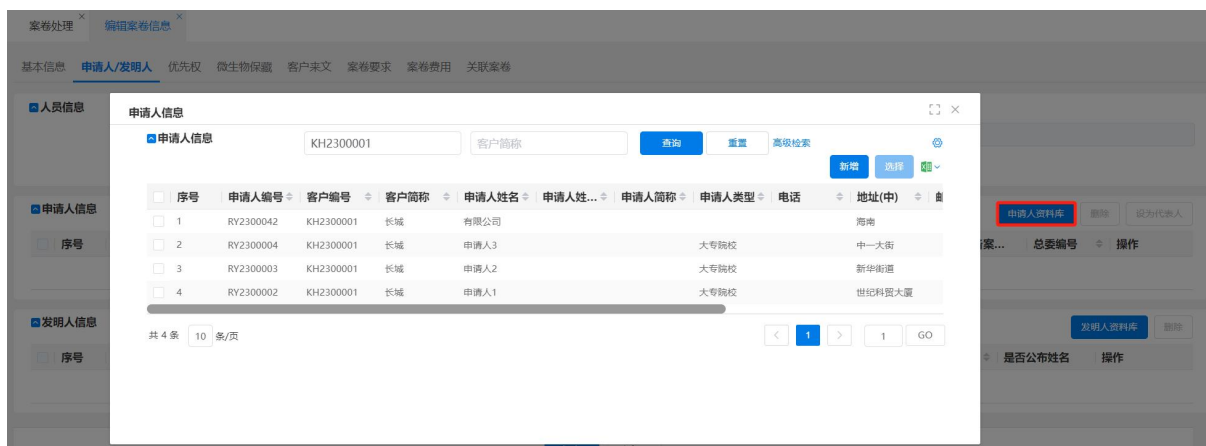 案卷处理 × 编辑案卷信息 ×
基本信息 申请人/发明人 优先权 微生物保藏 客户来文 案卷要求 案卷费用 关联案卷
人员信息
申请人信息
申请人信息 KH2300001 客户简称 查询 重置 高级检索
新增 选择
序号 申请人编号 客户编号 客户简称 申请人姓名 申请人姓... 申请人简称 申请人类型 电话 地址(中)
1 RY2300042 KH2300001 长城 有限公司 海南
2 RY2300004 KH2300001 长城 申请人3 大专院校 中一大街
3 RY2300003 KH2300001 长城 申请人2 大专院校 新华街道
4 RY2300002 KH2300001 长城 申请人1 大专院校 世纪科贸大厦
共 4 条 10 条/页 < 1 > 1 GO
申请人信息 申请人资料库 删除 设为代表人
序号 案... 总委编号 操作
发明人信息 发明人资料库 删除
序号 是否公布姓名 操作